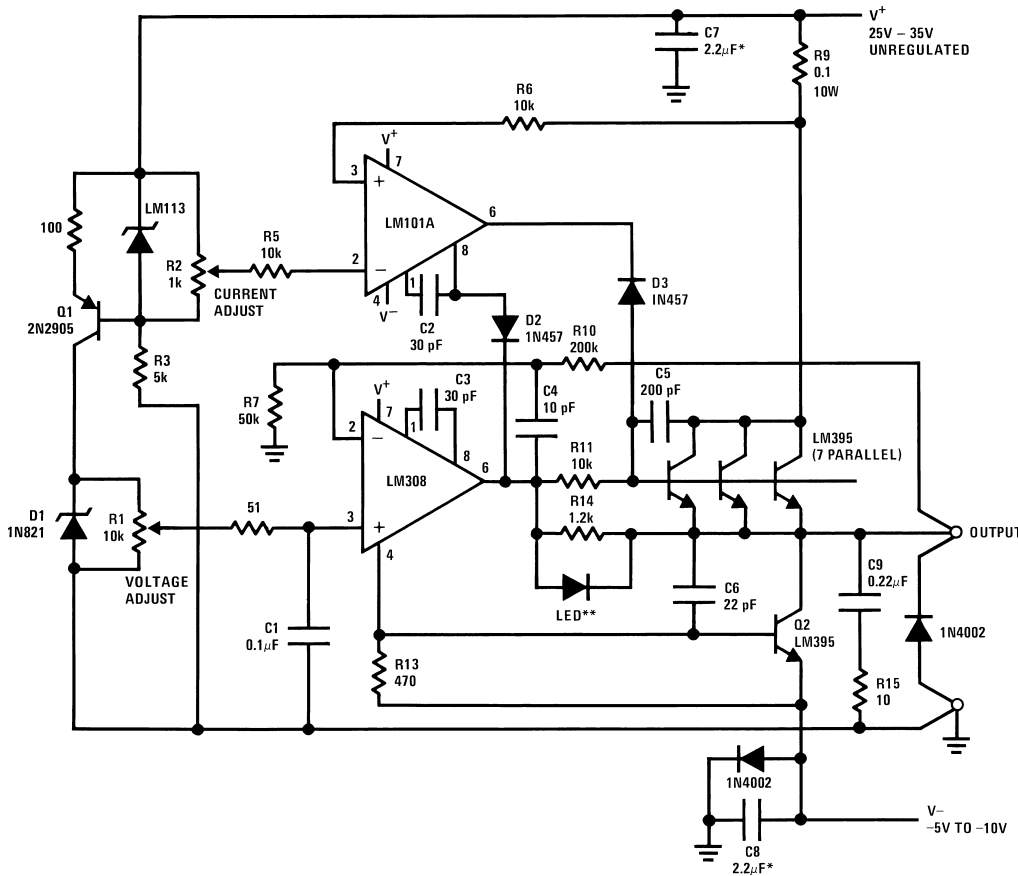 V+
25V – 35V
UNREGULATED
C7
2.2μF*
R9
0.1
10W
R6
10k
V+
7
3
+
LM101A
6
8
2
−
1
4
V−
C2
30 pF
100
LM113
R2
1k
R5
10k
CURRENT
ADJUST
Q1
2N2905
R3
5k
D3
IN457
D2
1N457
R10
200k
C5
200 pF
C4
10 pF
R7
50k
V+
7
C3
30 pF
1
8
2
−
LM308
6
3
+
4
R11
10k
R14
1.2k
LED**
LM395
(7 PARALLEL)
D1
1N821
R1
10k
51
VOLTAGE
ADJUST
C1
0.1μF
R13
470
C6
22 pF
Q2
LM395
OUTPUT
C9
0.22μF
1N4002
R15
10
1N4002
C8
2.2μF*
V−
−5V TO −10V